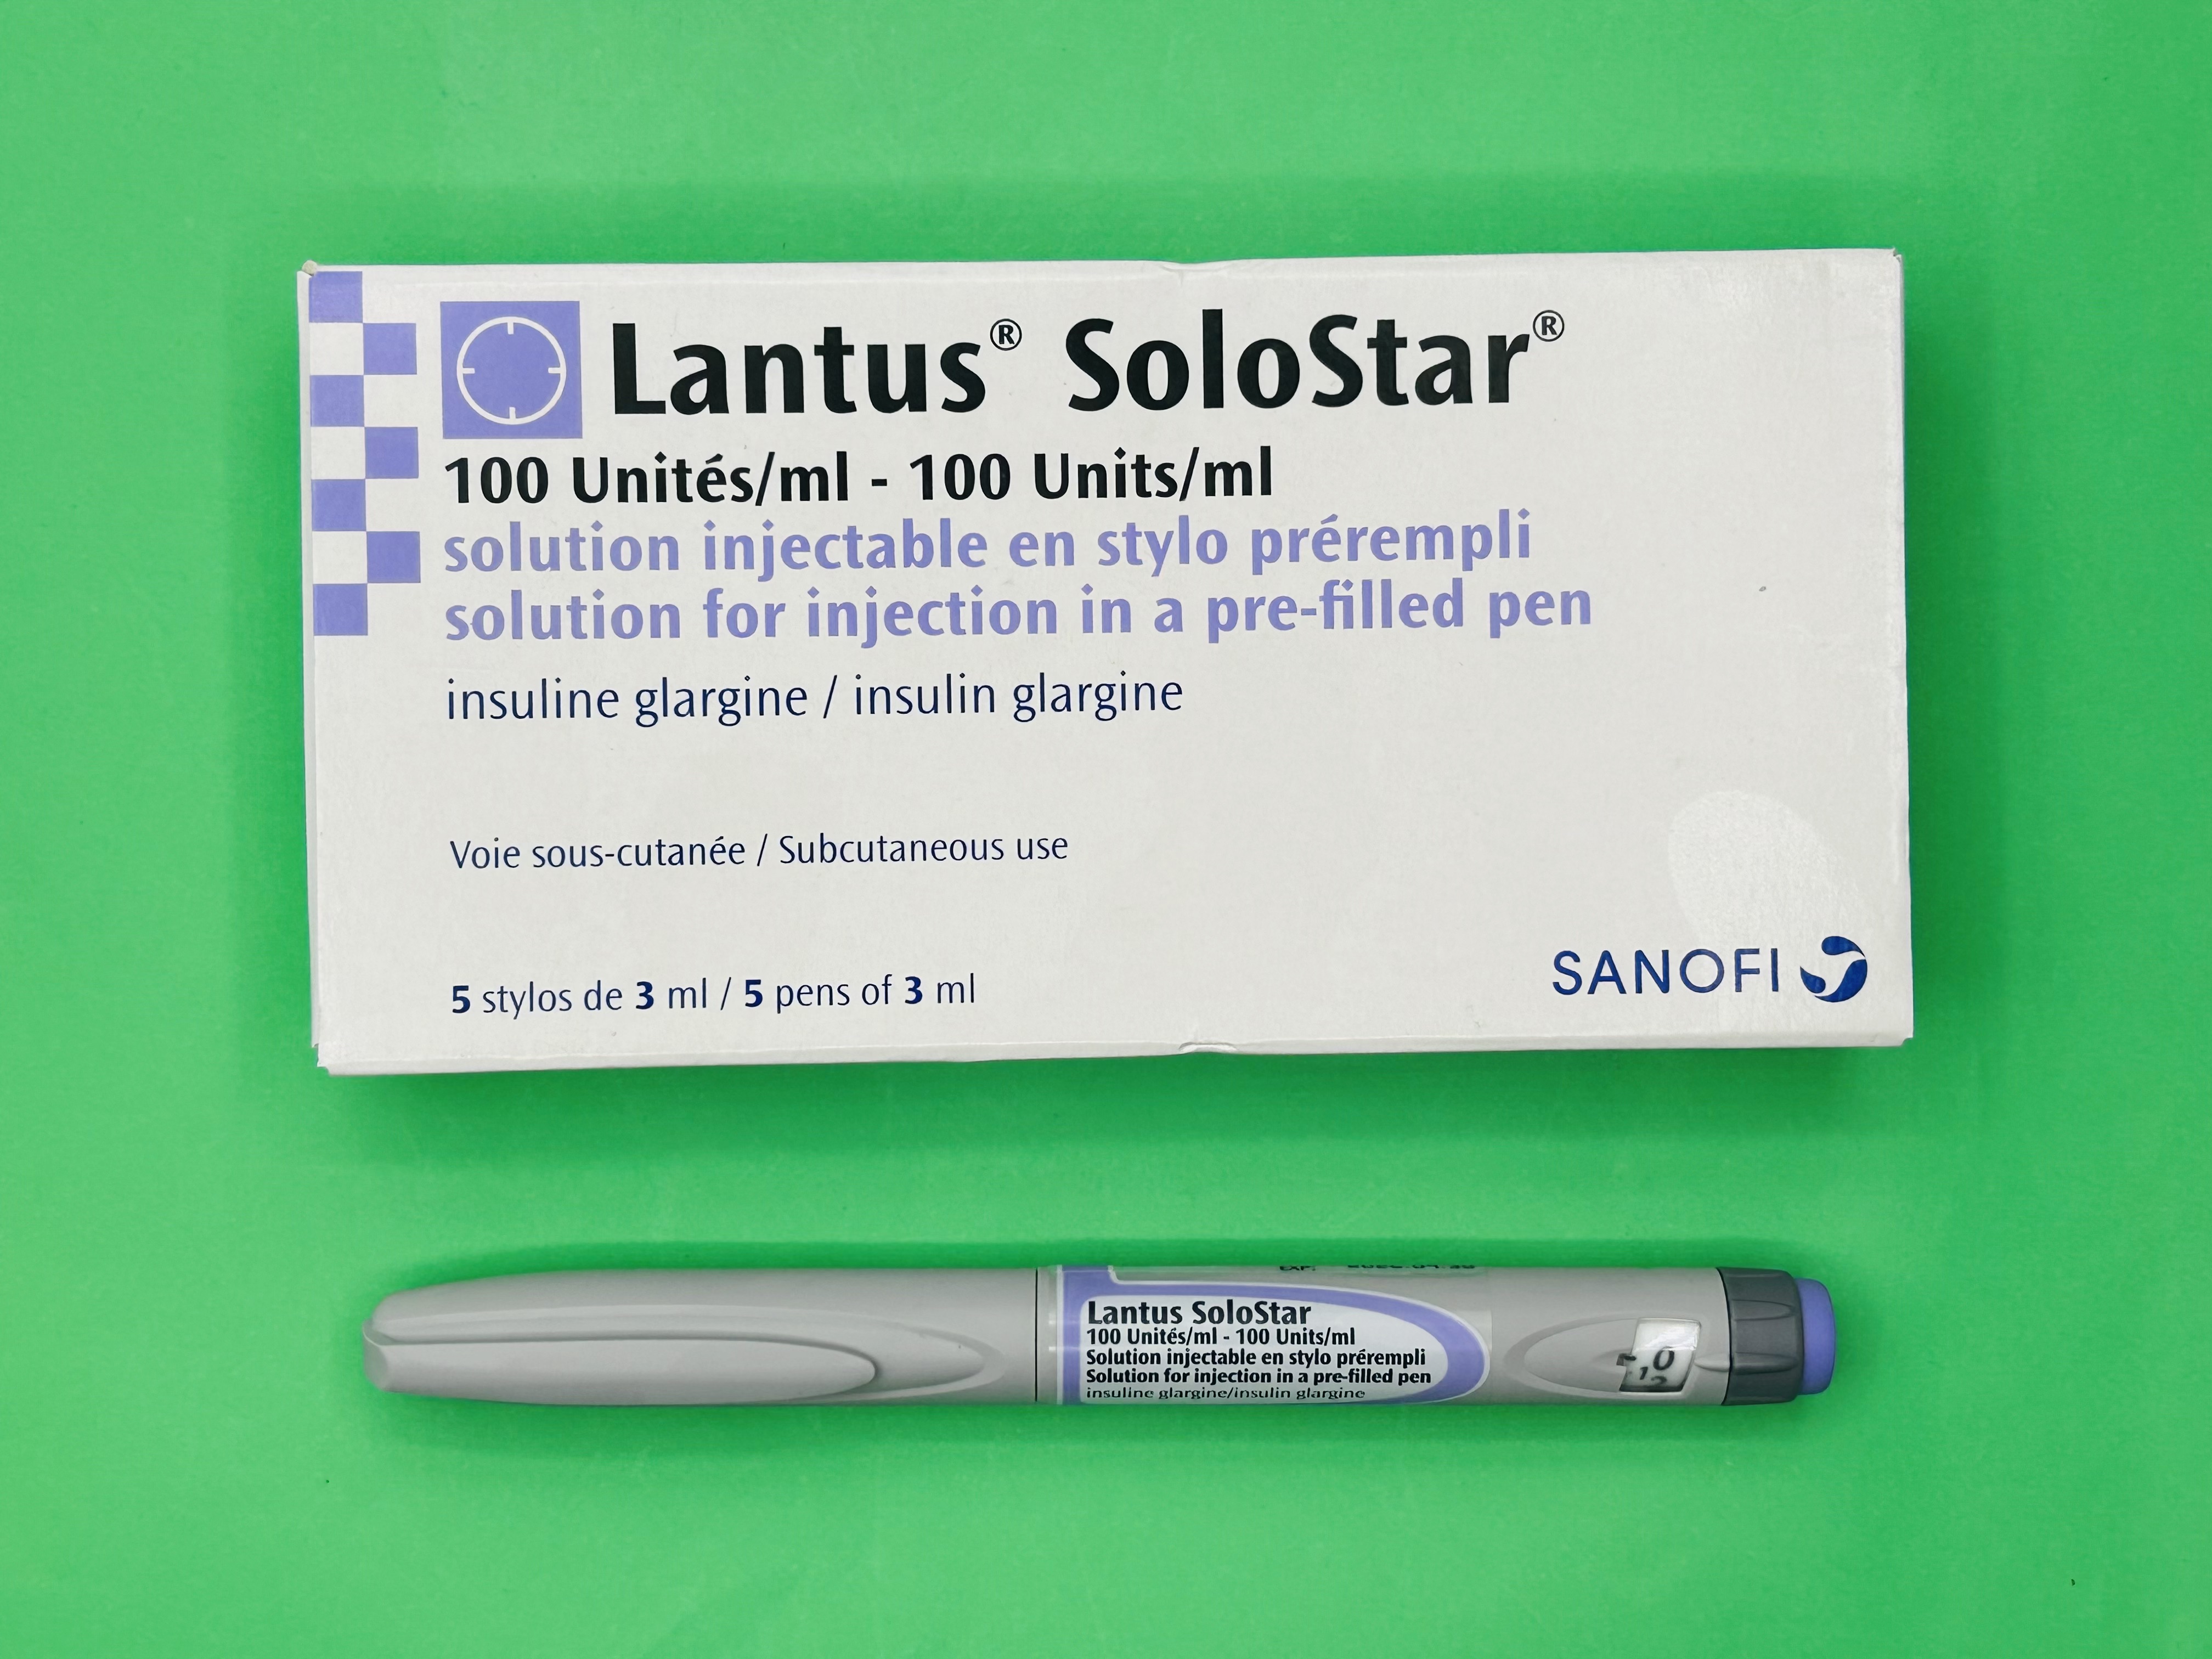 Lantus® SoloStar®
100 Unités/ml - 100 Units/ml
solution injectable en stylo prérempli
solution for injection in a pre-filled pen
insuline glargine / insulin glargine
Voie sous-cutanée / Subcutaneous use
5 stylos de 3 ml / 5 pens of 3 ml
SANOFI
EXP.
Lantus SoloStar
100 Unités/ml - 100 Units/ml
Solution injectable en stylo prérempli
Solution for injection in a pre-filled pen
insuline glargine/insulin glargine
0